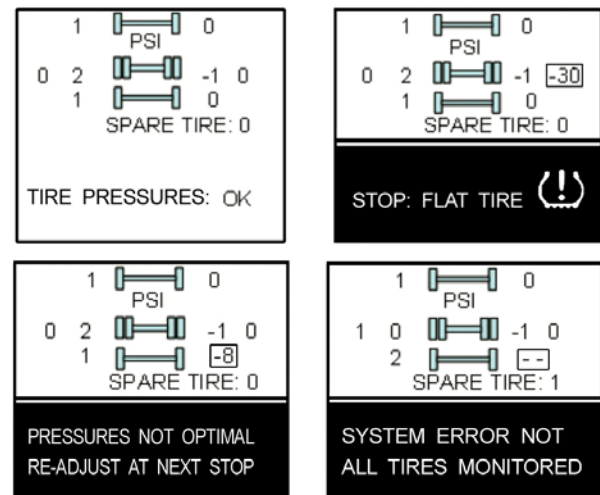 1 0
PSI
0 2 -1 0
1 0
SPARE TIRE: 0
TIRE PRESSURES: OK
1 0
PSI
0 2 -1 -30
1 0
SPARE TIRE: 0
STOP: FLAT TIRE (!)
1 0
PSI
0 2 -1 0
1 -8
SPARE TIRE: 0
PRESSURES NOT OPTIMAL
RE-ADJUST AT NEXT STOP
1 0
PSI
1 0 -1 0
2 --
SPARE TIRE: 1
SYSTEM ERROR NOT
ALL TIRES MONITORED